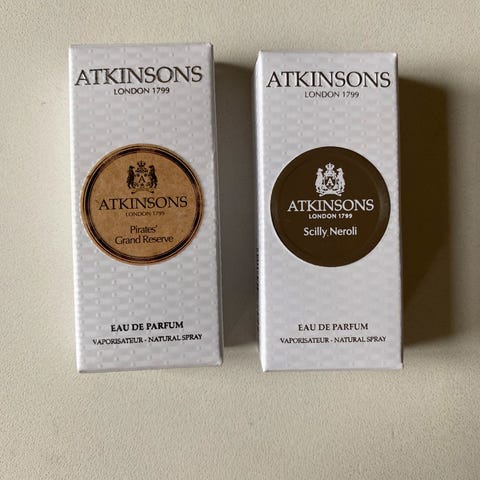 ATKINSONS
LONDON 1799
ATKINSONS
LONDON 1799
Pirates'
Grand Reserve
EAU DE PARFUM
VAPORISATEUR - NATURAL SPRAY
ATKINSONS
LONDON 1799
ATKINSONS
LONDON 1799
Scilly Neroli
EAU DE PARFUM
VAPORISATEUR - NATURAL SPRAY